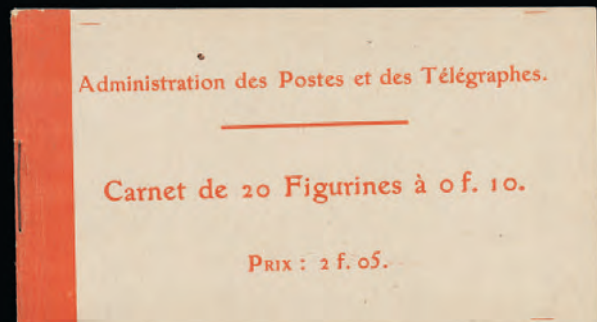 Administration des Postes et des Télégraphes.
Carnet de 20 Figurines à 0 f. 10.
PRIX : 2 f. 05.